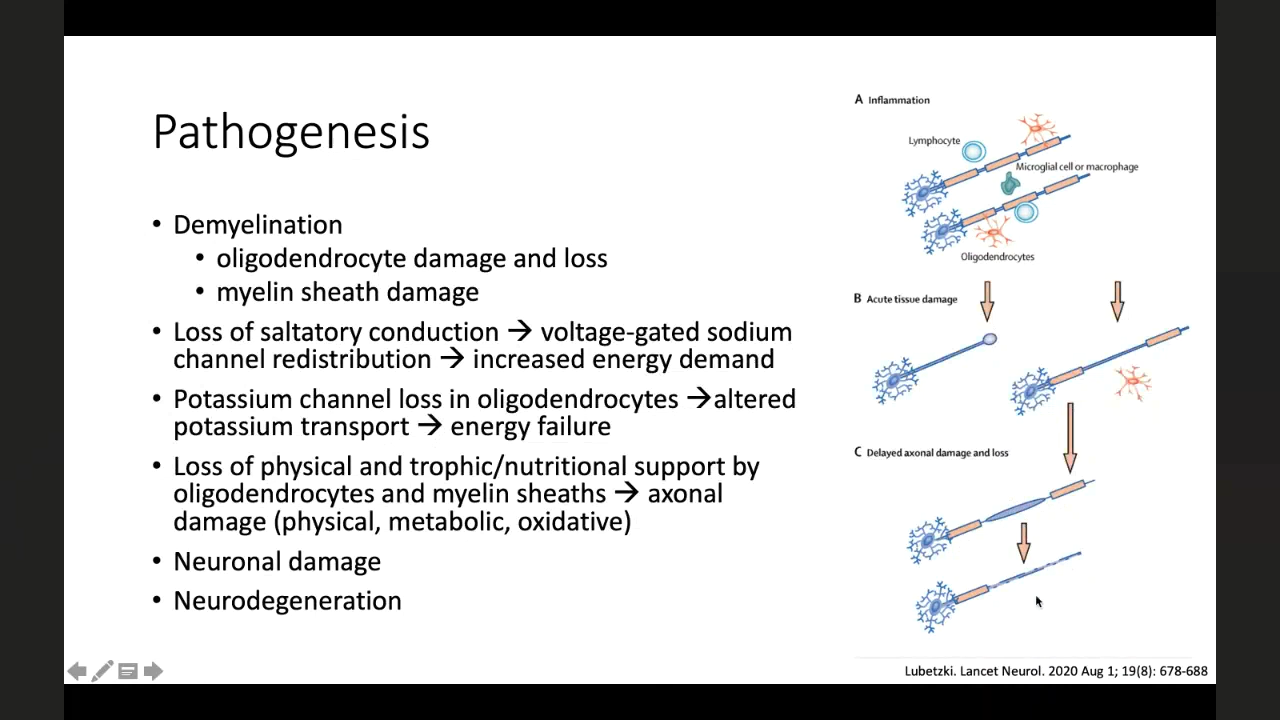 Pathogenesis
• Demyelination
• oligodendrocyte damage and loss
• myelin sheath damage
• Loss of saltatory conduction → voltage-gated sodium
channel redistribution → increased energy demand
• Potassium channel loss in oligodendrocytes →altered
potassium transport → energy failure
• Loss of physical and trophic/nutritional support by
oligodendrocytes and myelin sheaths → axonal
damage (physical, metabolic, oxidative)
• Neuronal damage
• Neurodegeneration
A Inflammation
Lymphocyte
Microglial cell or macrophage
Oligodendrocytes
B Acute tissue damage
C Delayed axonal damage and loss
Lubetzki. Lancet Neurol. 2020 Aug 1; 19(8): 678-688